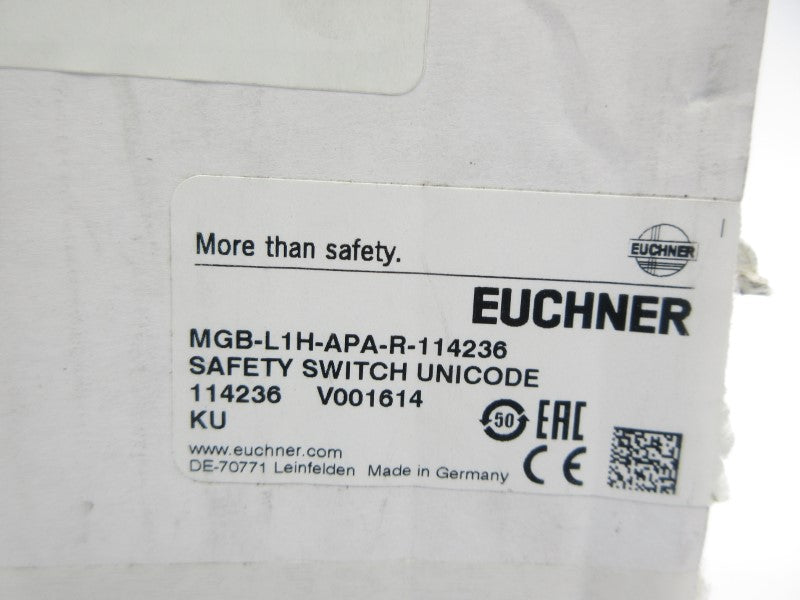 More than safety.
EUCHNER
EUCHNER
MGB-L1H-APA-R-114236
SAFETY SWITCH UNICODE
114236 V001614
KU
50 EAC
www.euchner.com
DE-70771 Leinfelden Made in Germany
CE